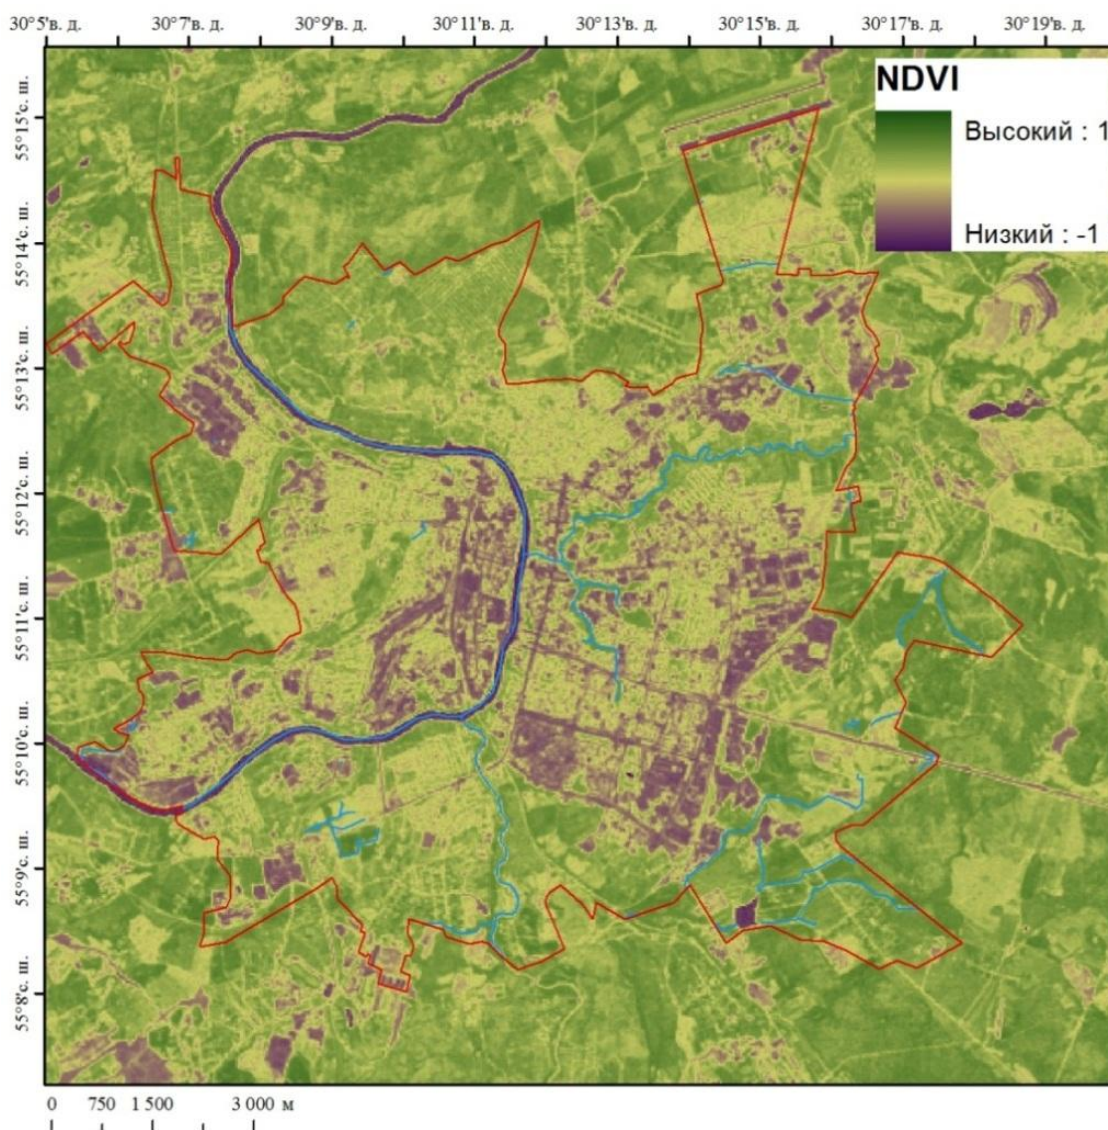 30°5'в. д. 30°7'в. д. 30°9'в. д. 30°11'в. д. 30°13'в. д. 30°15'в. д. 30°17'в. д. 30°19'в. д.
NDVI
Высокий : 1
Низкий : -1
55°15'с. ш.
55°14'с. ш.
55°13'с. ш.
55°12'с. ш.
55°11'с. ш.
55°10'с. ш.
55°9'с. ш.
55°8'с. ш.
0 750 1 500 3 000 м